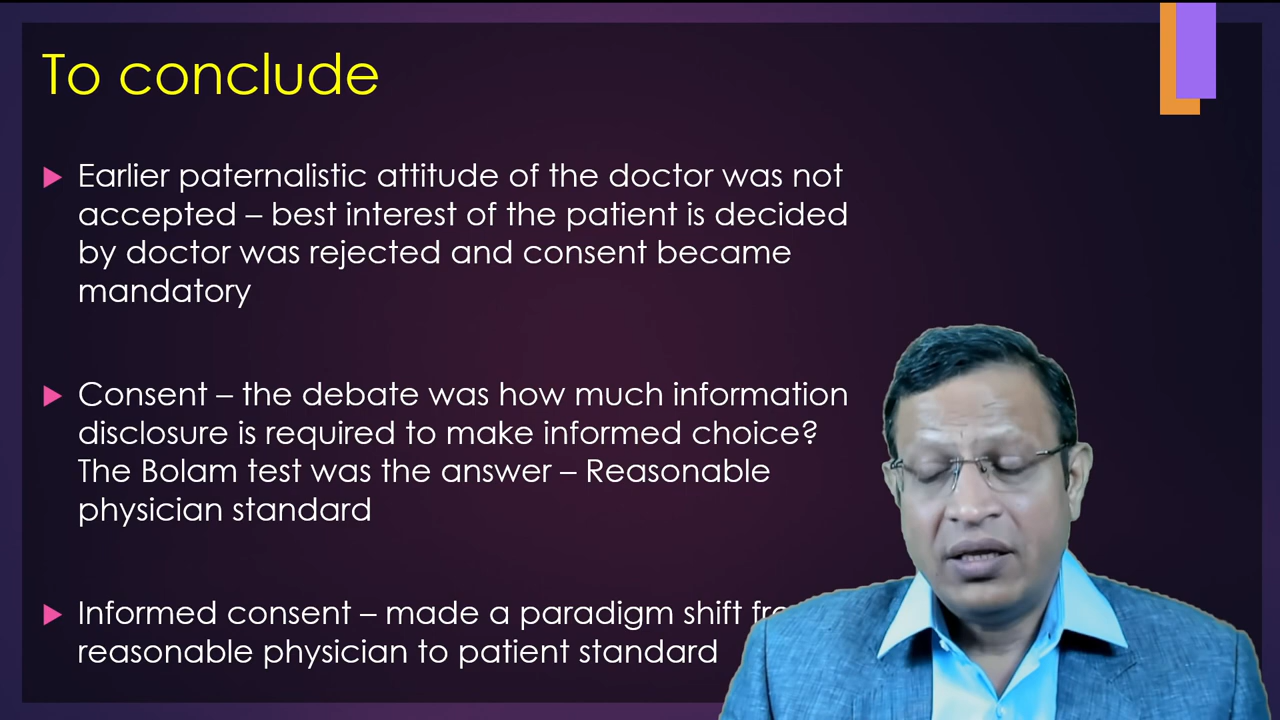 To conclude
Earlier paternalistic attitude of the doctor was not
accepted – best interest of the patient is decided
by doctor was rejected and consent became
mandatory
Consent – the debate was how much information
disclosure is required to make informed choice?
The Bolam test was the answer – Reasonable
physician standard
Informed consent – made a paradigm shift
reasonable physician to patient standard